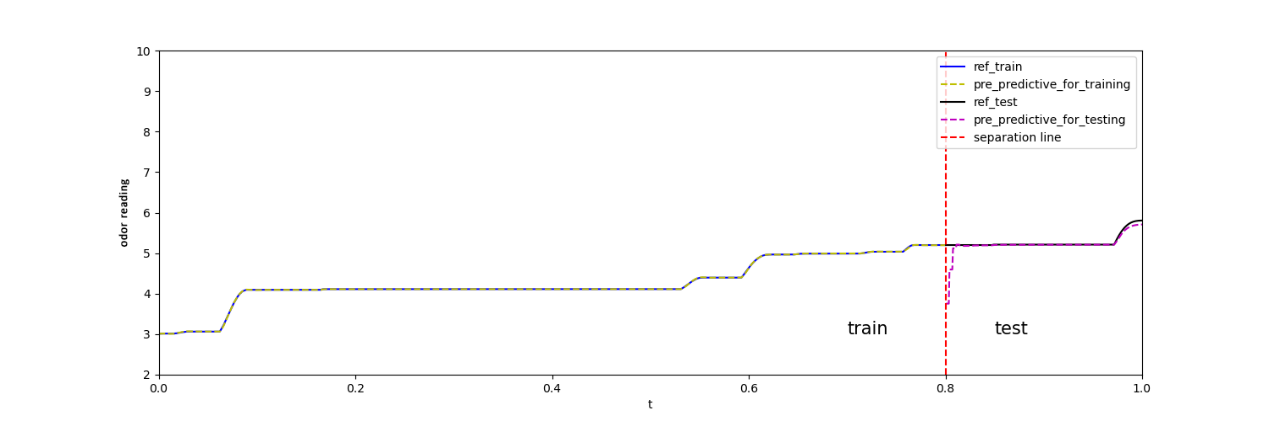 10
9
8
7
6
5
4
3
2
odor reading
0.0
0.2
0.4
0.6
0.8
1.0
t
ref_train
pre_predictive_for_training
ref_test
pre_predictive_for_testing
separation line
train
test